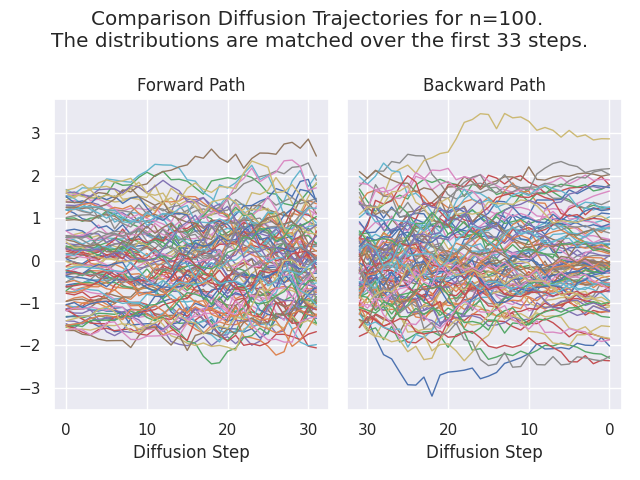 Comparison Diffusion Trajectories for n=100.
The distributions are matched over the first 33 steps.
Forward Path
Backward Path
3
2
1
0
−1
−2
−3
0 10 20 30
30 20 10 0
Diffusion Step
Diffusion Step